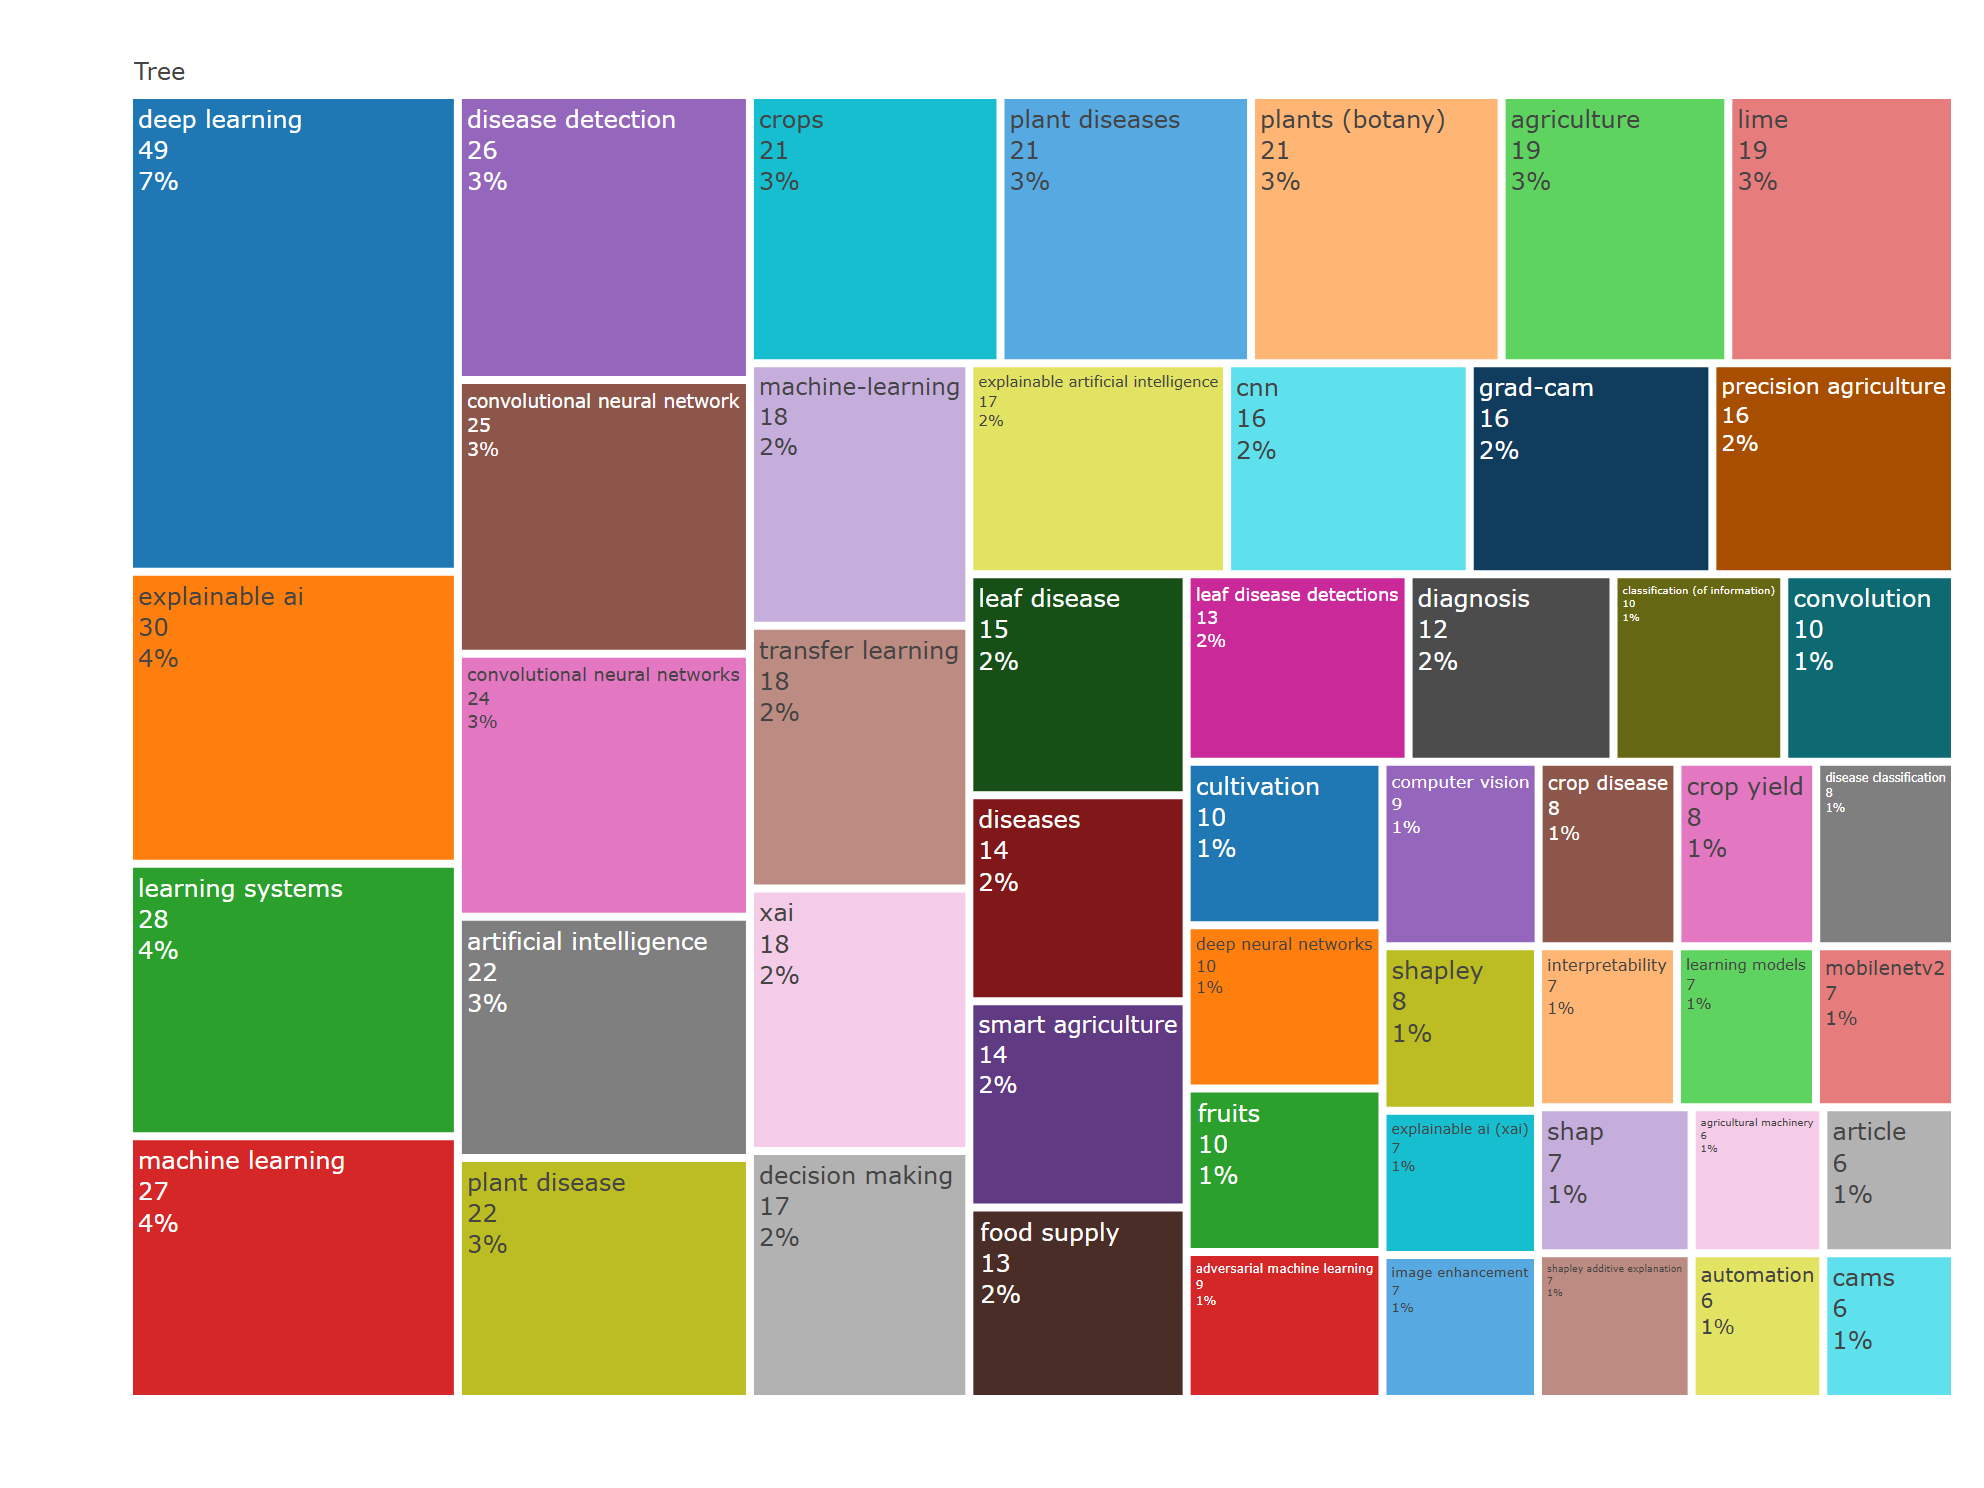 Tree
deep learning
49
7%
explainable ai
30
4%
learning systems
28
4%
machine learning
27
4%
disease detection
26
3%
convolutional neural network
25
3%
convolutional neural networks
24
3%
artificial intelligence
22
3%
plant disease
22
3%
crops
21
3%
plant diseases
21
3%
plants (botany)
21
3%
agriculture
19
3%
lime
19
3%
machine-learning
18
2%
transfer learning
18
2%
xai
18
2%
decision making
17
2%
explainable artificial intelligence
17
2%
cnn
16
2%
grad-cam
16
2%
precision agriculture
16
2%
leaf disease
15
2%
diseases
14
2%
smart agriculture
14
2%
food supply
13
2%
leaf disease detections
13
2%
diagnosis
12
2%
classification (of information)
10
1%
convolution
10
1%
cultivation
10
1%
deep neural networks
10
1%
fruits
10
1%
adversarial machine learning
9
1%
computer vision
9
1%
crop disease
8
1%
crop yield
8
1%
disease classification
8
1%
shapley
8
1%
explainable ai (xai)
7
1%
image enhancement
7
1%
interpretability
7
1%
learning models
7
1%
mobilenetv2
7
1%
shap
7
1%
shapley additive explanation
7
1%
agricultural machinery
6
1%
article
6
1%
automation
6
1%
cams
6
1%